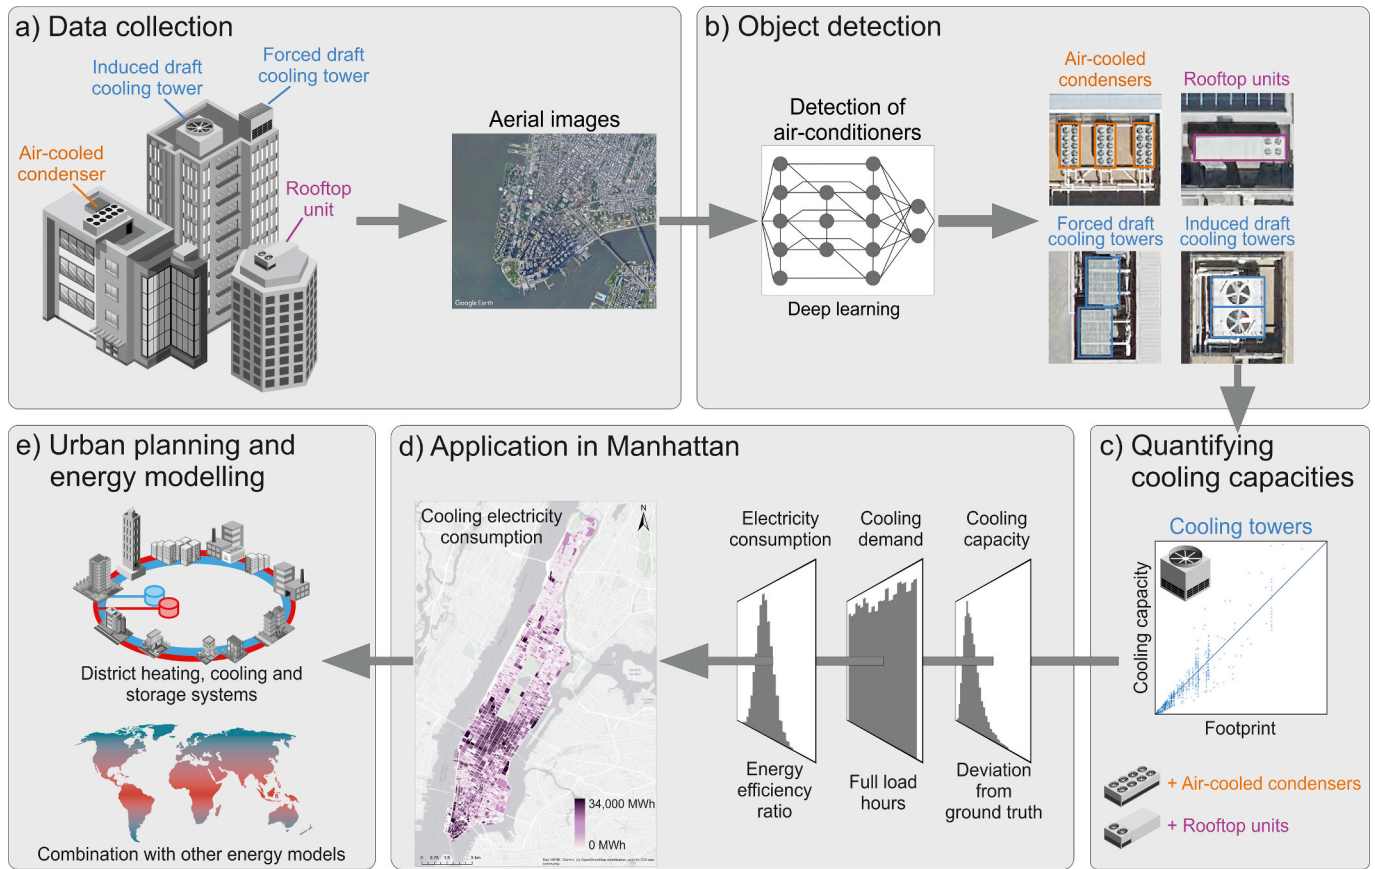 a) Data collection
Forced draft
cooling tower
Induced draft
cooling tower
Air-cooled
condenser
Rooftop
unit
Aerial images
Google Earth
b) Object detection
Detection of
air-conditioners
Deep learning
Air-cooled
condensers
Rooftop units
Forced draft
cooling towers
Induced draft
cooling towers
c) Quantifying
cooling capacities
Cooling towers
Cooling capacity
Footprint
+ Air-cooled condensers
+ Rooftop units
d) Application in Manhattan
Cooling electricity
consumption
N
34,000 MWh
0 MWh
Electricity
consumption
Cooling
demand
Cooling
capacity
Energy
efficiency
ratio
Full load
hours
Deviation
from
ground truth
e) Urban planning and
energy modelling
District heating, cooling and
storage systems
Combination with other energy models